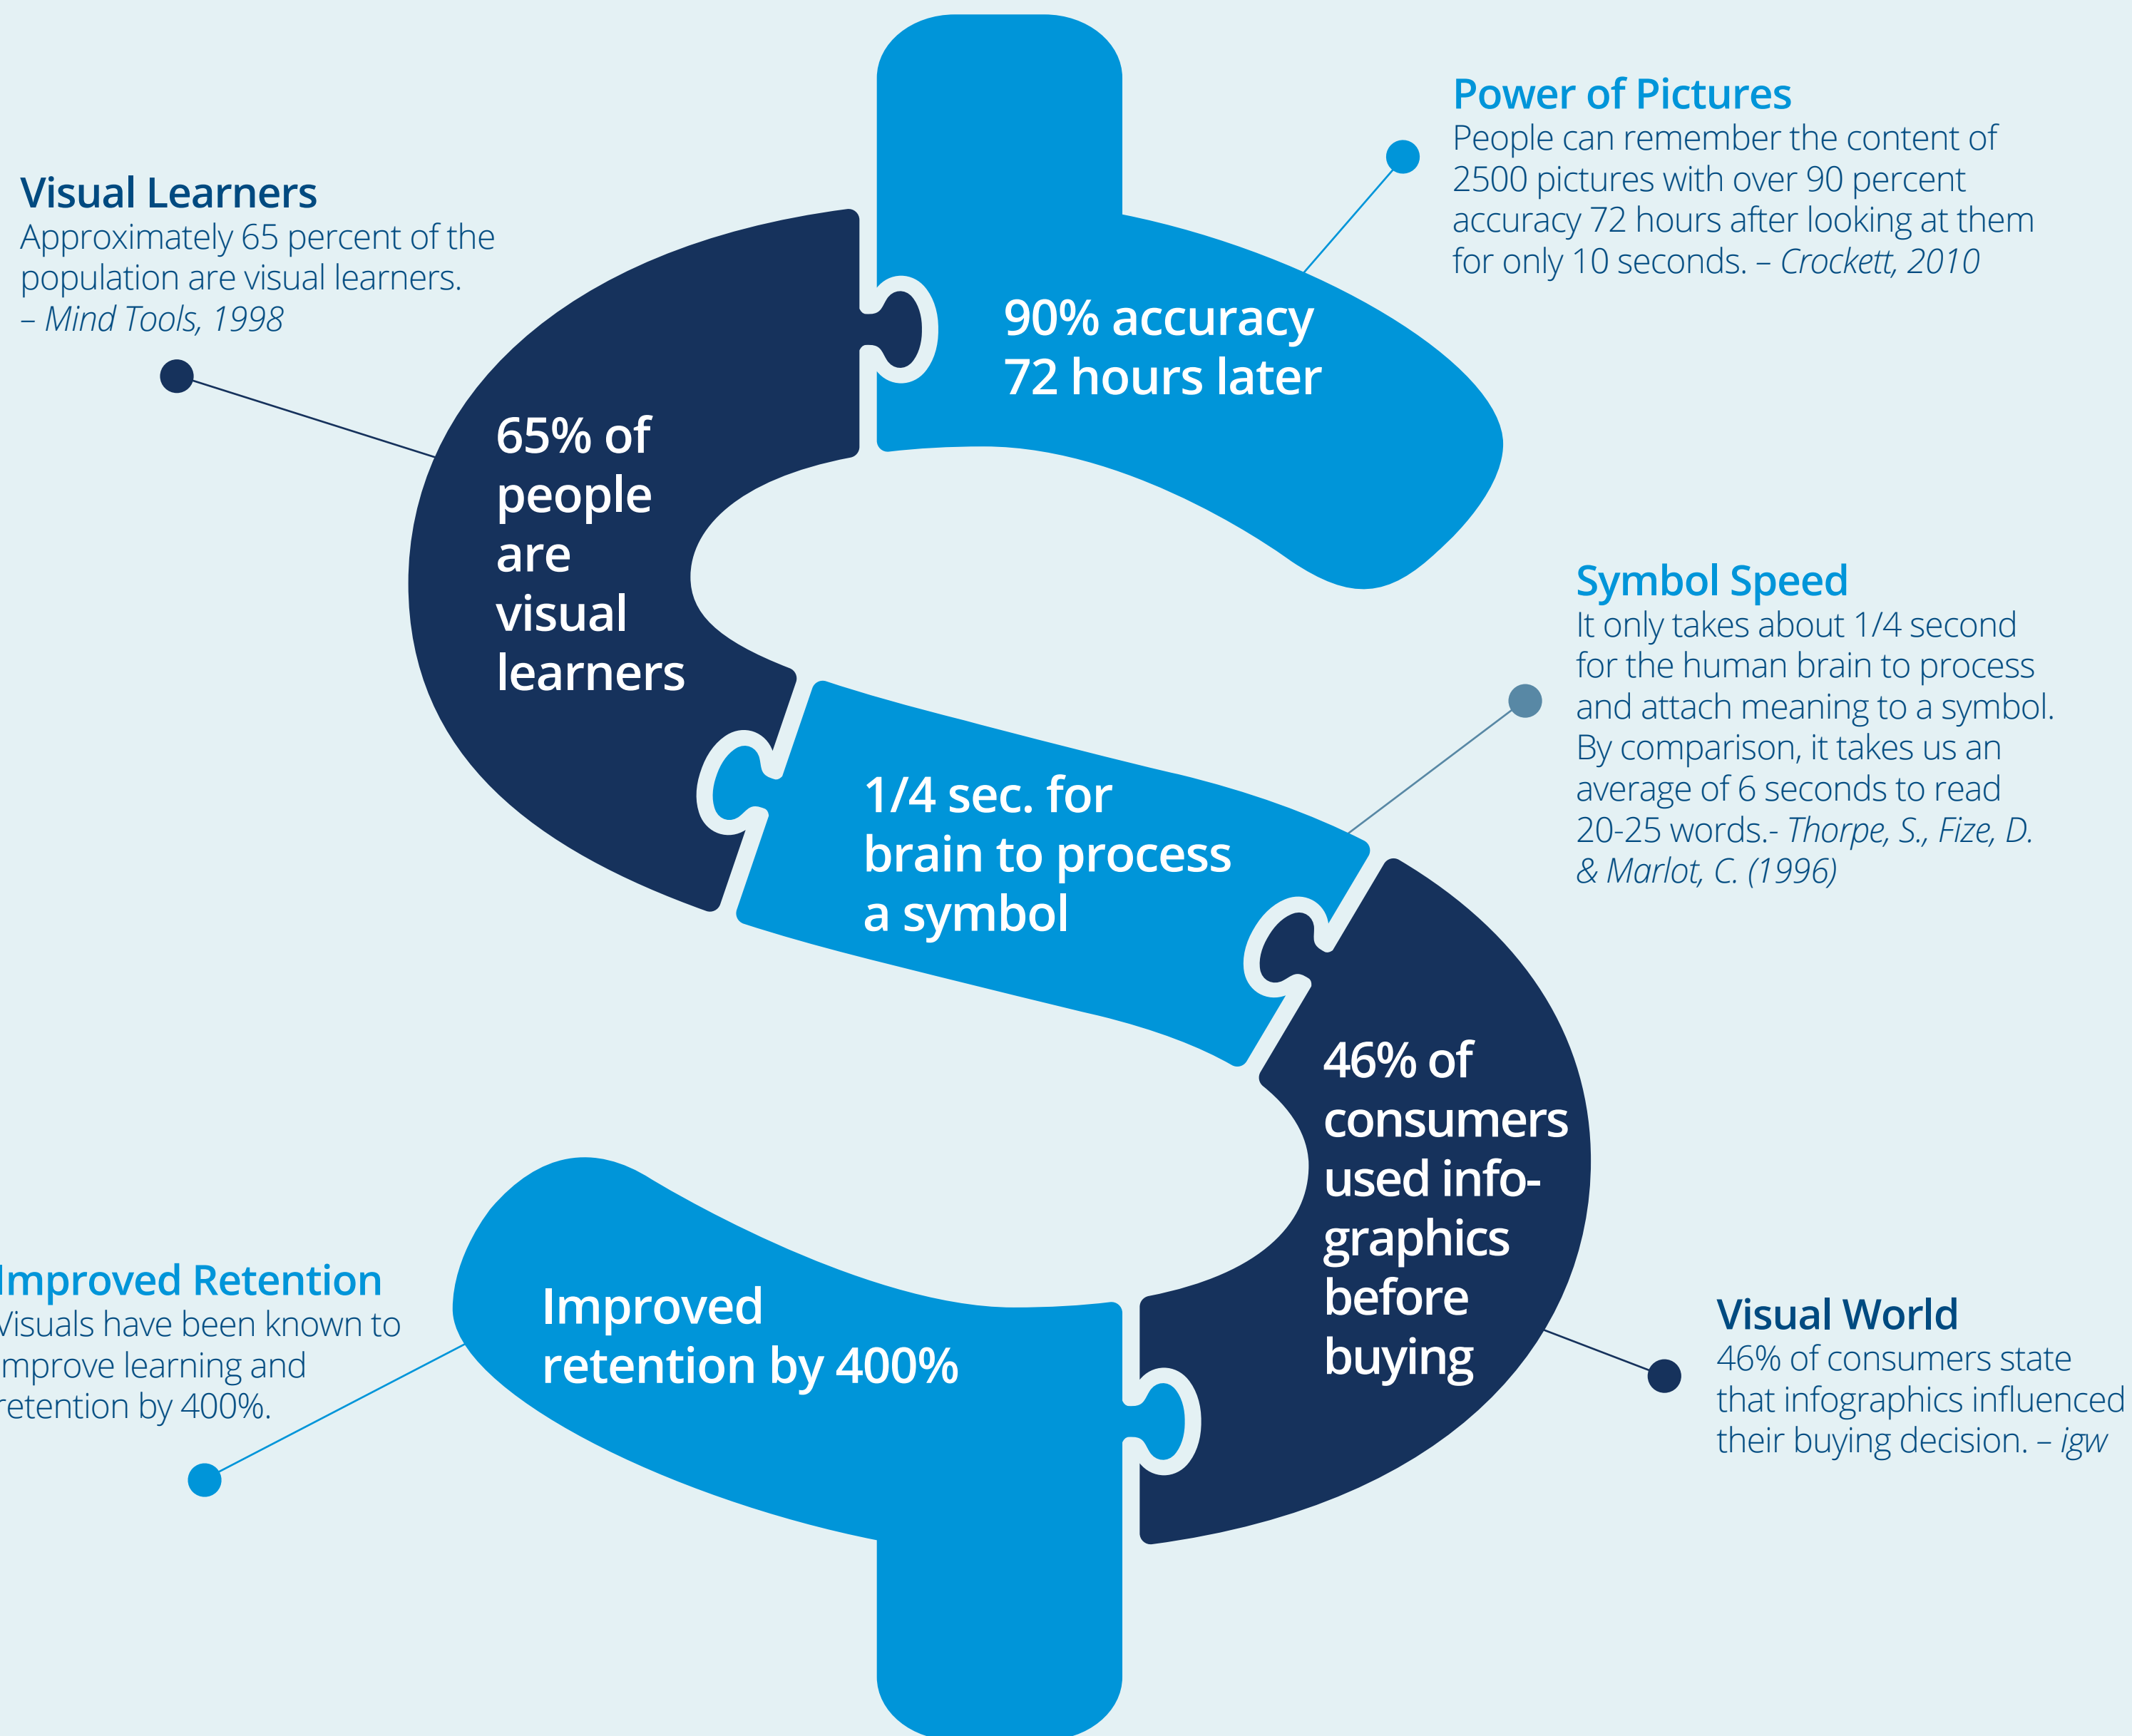 Power of Pictures
People can remember the content of
2500 pictures with over 90 percent
accuracy 72 hours after looking at them
for only 10 seconds. – Crockett, 2010
Visual Learners
Approximately 65 percent of the
population are visual learners.
– Mind Tools, 1998
90% accuracy
72 hours later
65% of
people
are
visual
learners
Symbol Speed
It only takes about 1/4 second
for the human brain to process
and attach meaning to a symbol.
By comparison, it takes us an
average of 6 seconds to read
20-25 words.- Thorpe, S., Fize, D.
& Marlot, C. (1996)
1/4 sec. for
brain to process
a symbol
46% of
consumers
used info-
graphics
before
buying
Improved Retention
Visuals have been known to
improve learning and
retention by 400%.
Improved
retention by 400%
Visual World
46% of consumers state
that infographics influenced
their buying decision. – igw